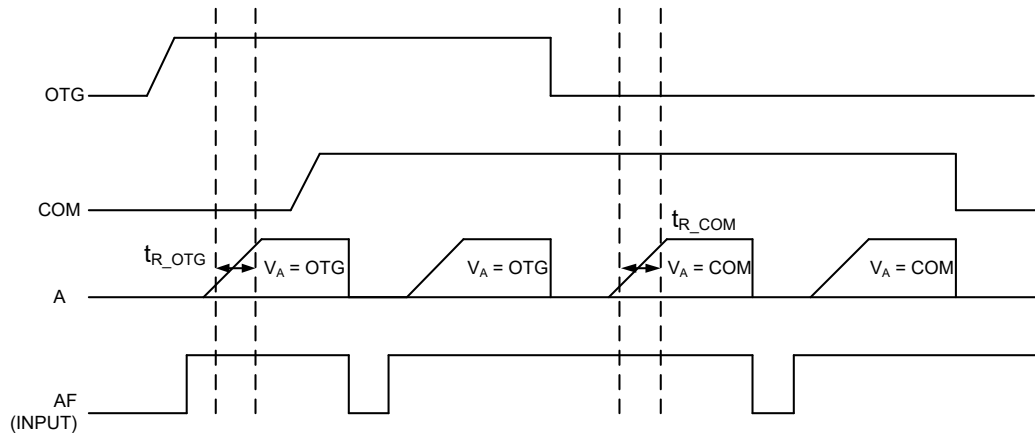 OTG
COM
t_R_COM
t_R_OTG
V_A = OTG
V_A = OTG
V_A = COM
V_A = COM
A
AF
(INPUT)